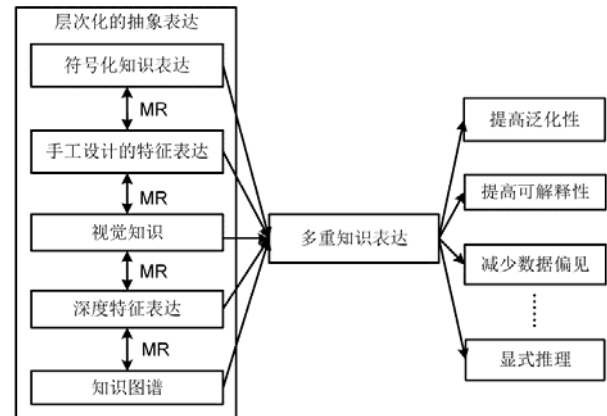 层次化的抽象表达
符号化知识表达
MR
手工设计的特征表达
MR
视觉知识
MR
深度特征表达
MR
知识图谱
多重知识表达
提高泛化性
提高可解释性
减少数据偏见
显式推理